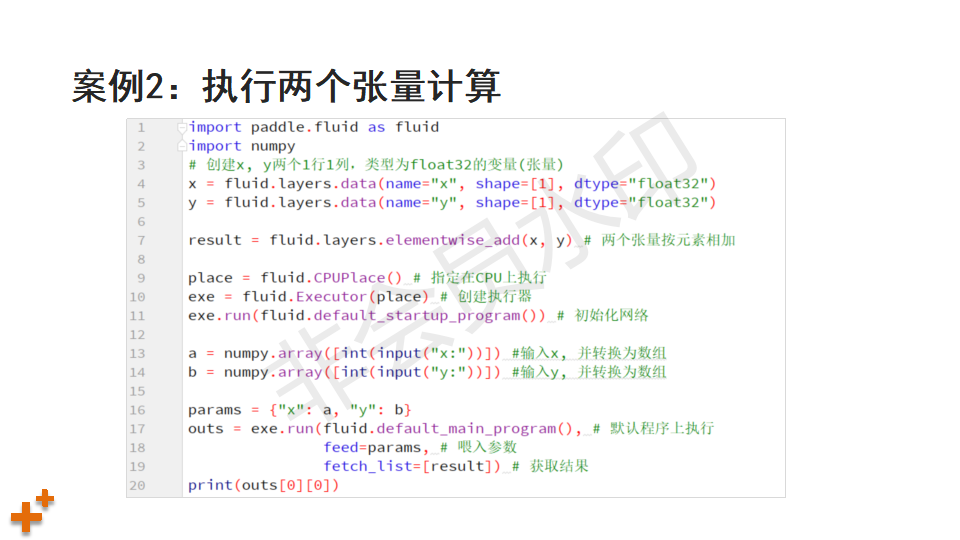 案例2：执行两个张量计算
1 import paddle.fluid as fluid
2 import numpy
3 # 创建x, y两个1行1列，类型为float32的变量(张量)
4 x = fluid.layers.data(name="x", shape=[1], dtype="float32")
5 y = fluid.layers.data(name="y", shape=[1], dtype="float32")
6
7 result = fluid.layers.elementwise_add(x, y) # 两个张量按元素相加
8
9 place = fluid.CPUPlace() # 指定在CPU上执行
10 exe = fluid.Executor(place) # 创建执行器
11 exe.run(fluid.default_startup_program()) # 初始化网络
12
13 a = numpy.array([int(input("x:"))]) #输入x, 并转换为数组
14 b = numpy.array([int(input("y:"))]) #输入y, 并转换为数组
15
16 params = {"x": a, "y": b}
17 outs = exe.run(fluid.default_main_program(), # 默认程序上执行
18 feed=params, # 喂入参数
19 fetch_list=[result]) # 获取结果
20 print(outs[0][0])
非会员水印